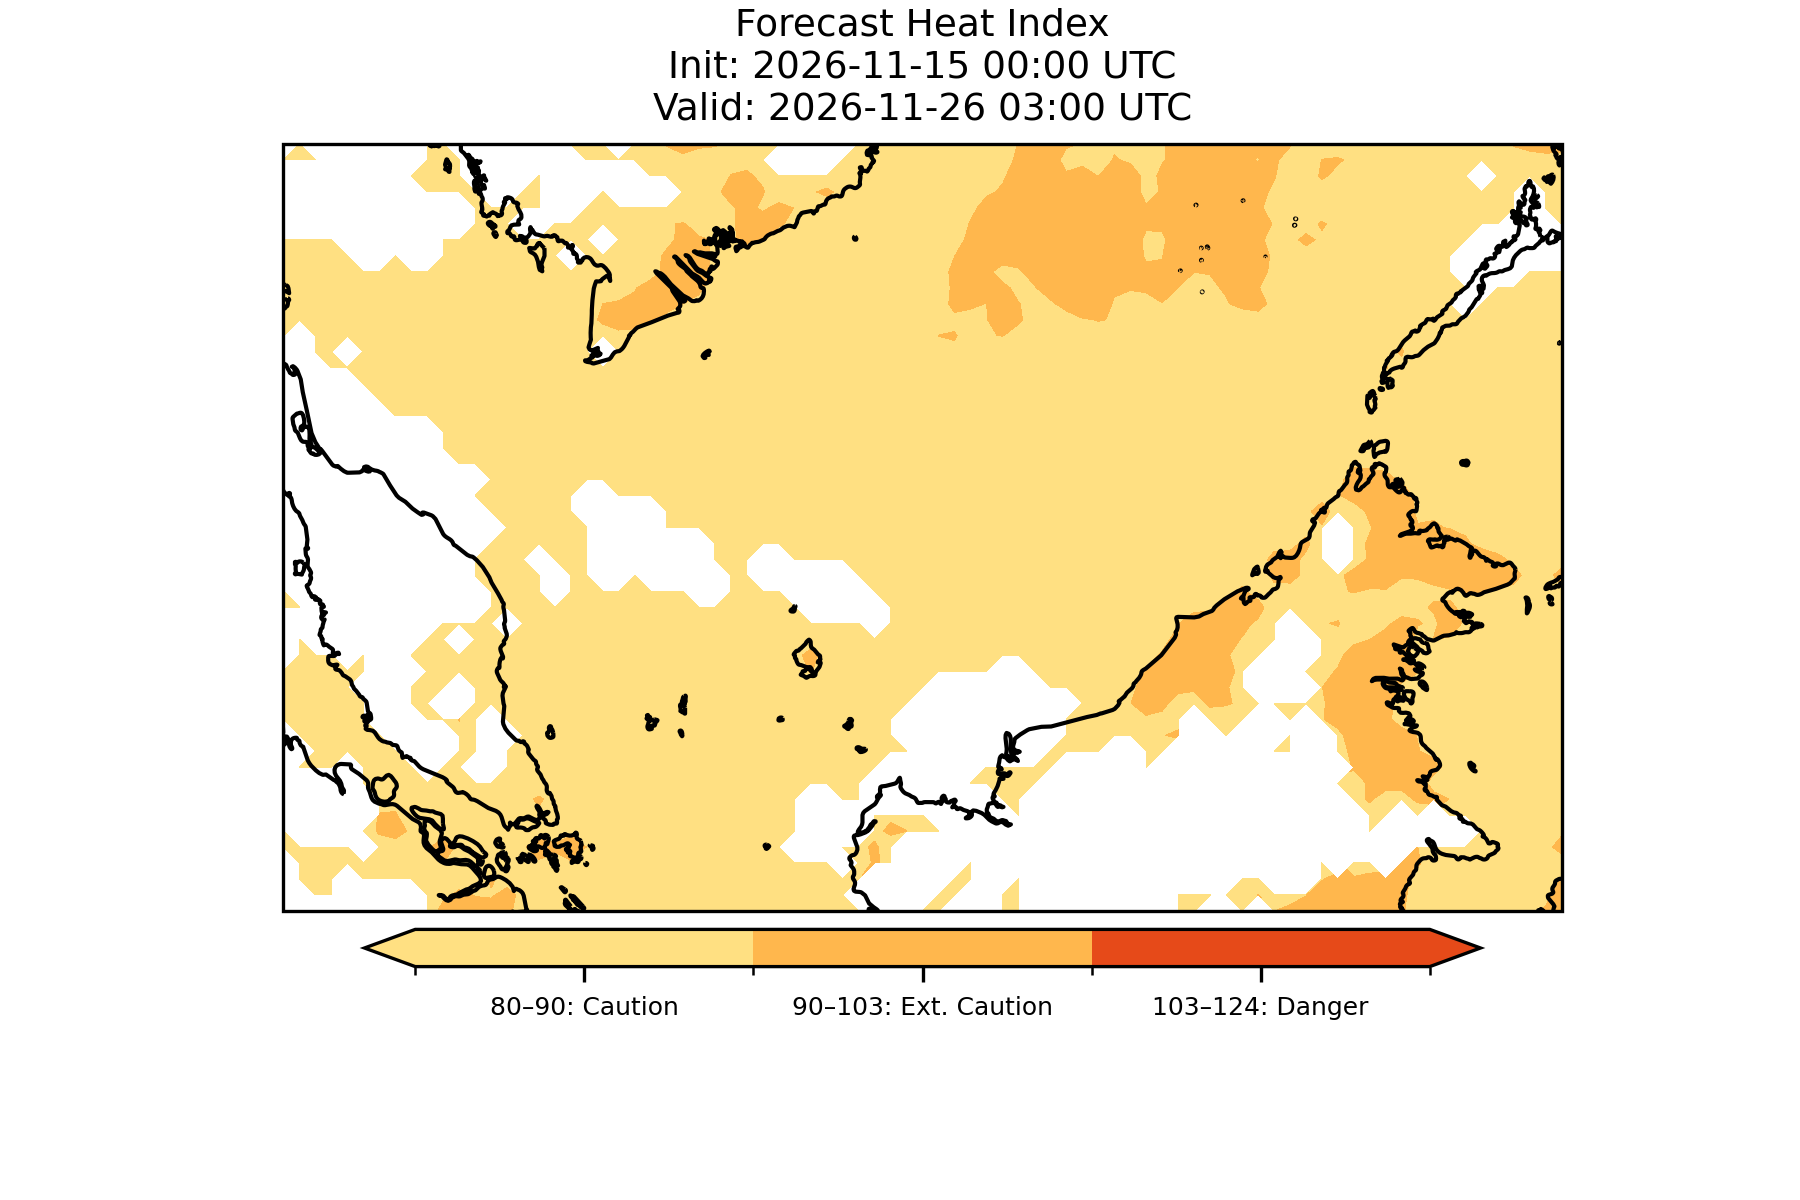 Forecast Heat Index
Init: 2026-11-15 00:00 UTC
Valid: 2026-11-26 03:00 UTC
80–90: Caution
90–103: Ext. Caution
103–124: Danger